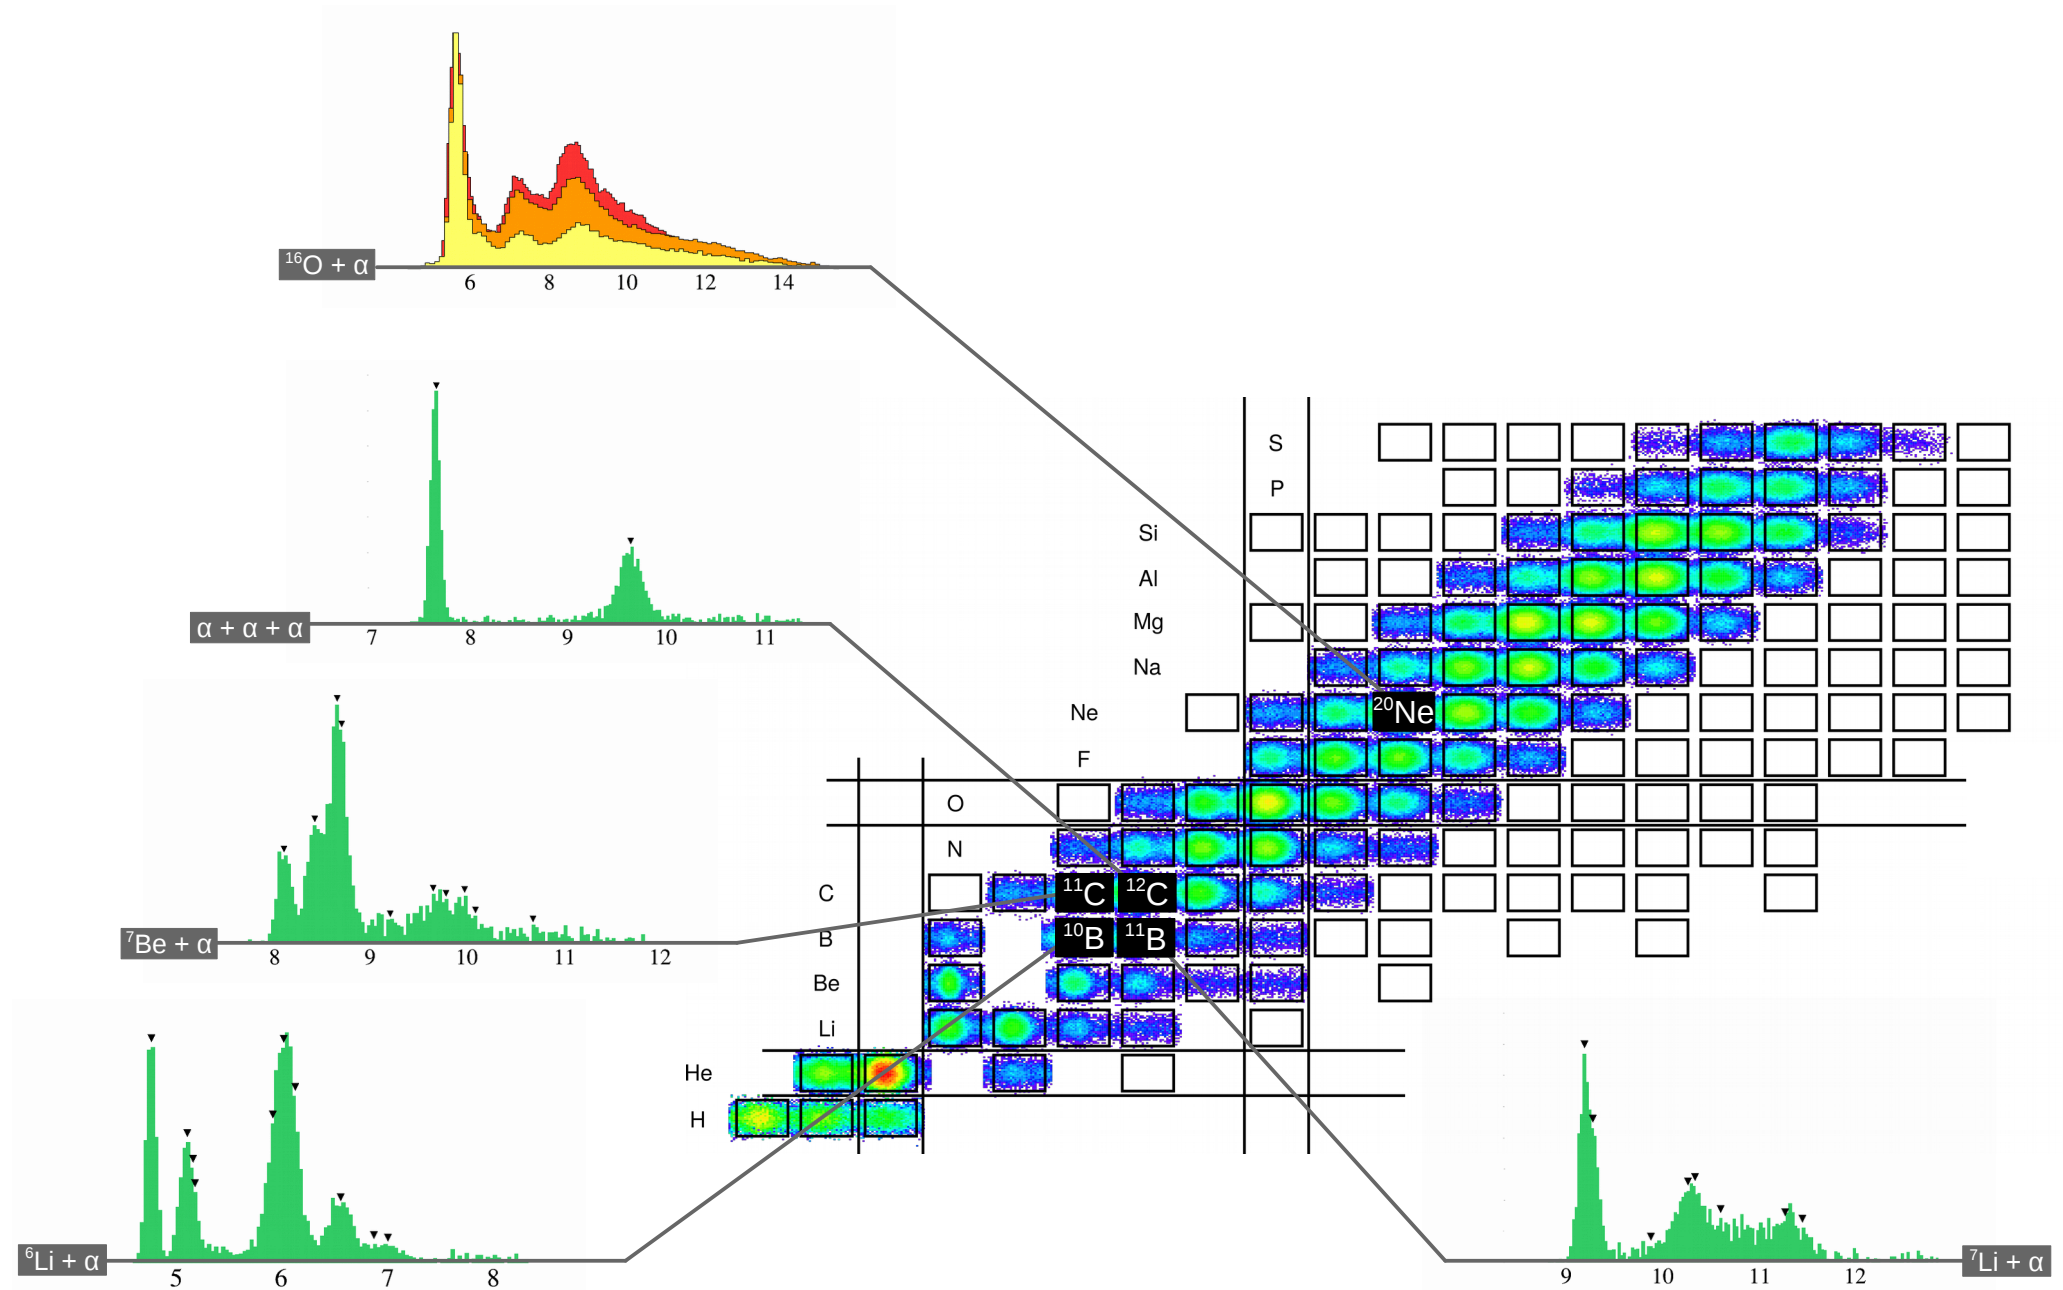 ¹⁶O + α
6 8 10 12 14
α + α + α
7 8 9 10 11
⁷Be + α
8 9 10 11 12
⁶Li + α
5 6 7 8
S
P
Si
Al
Mg
Na
Ne
²⁰Ne
F
O
N
C
¹¹C
¹²C
B
¹⁰B
¹¹B
Be
Li
He
H
9 10 11 12
⁷Li + α